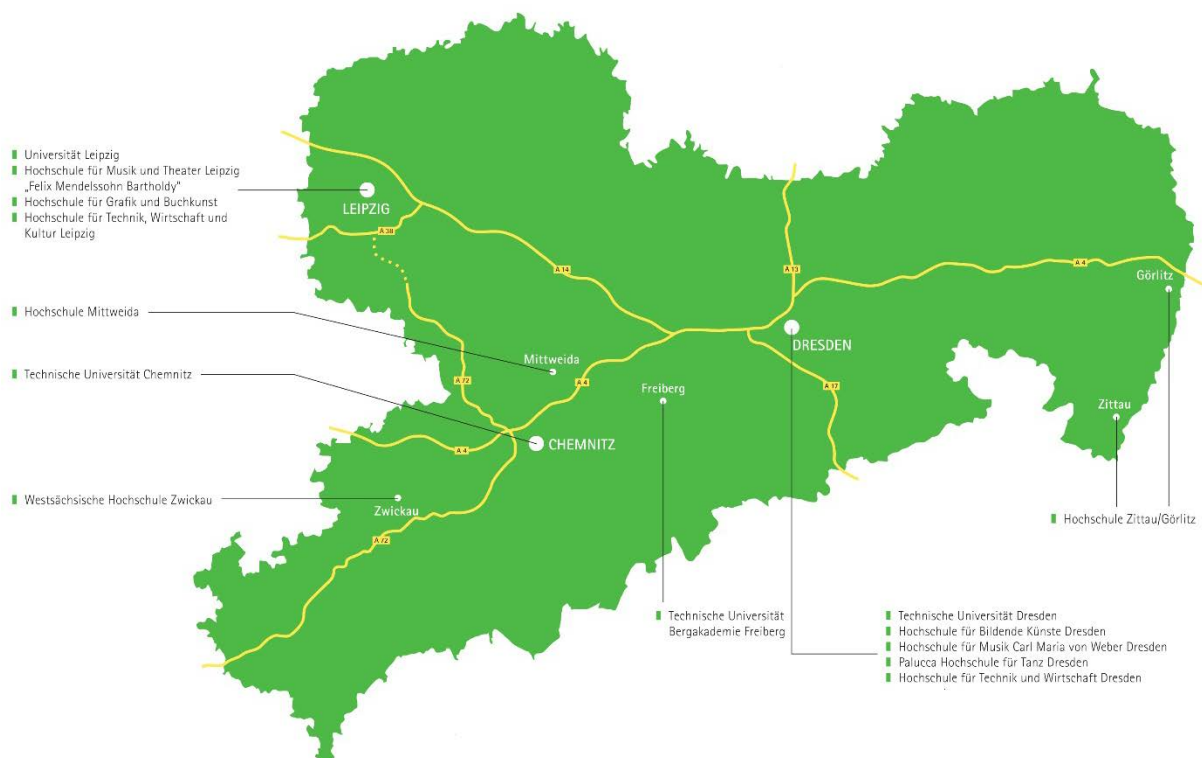 Universität Leipzig
Hochschule für Musik und Theater Leipzig
„Felix Mendelssohn Bartholdy"
Hochschule für Grafik und Buchkunst
Hochschule für Technik, Wirtschaft und
Kultur Leipzig
LEIPZIG
A 38
A 14
A 13
A 4
Görlitz
Hochschule Mittweida
DRESDEN
Mittweida
Technische Universität Chemnitz
A 72
A 4
Freiberg
A 17
Zittau
CHEMNITZ
A 4
Westsächsische Hochschule Zwickau
Zwickau
Hochschule Zittau/Görlitz
A 72
Technische Universität
Bergakademie Freiberg
Technische Universität Dresden
Hochschule für Bildende Künste Dresden
Hochschule für Musik Carl Maria von Weber Dresden
Palucca Hochschule für Tanz Dresden
Hochschule für Technik und Wirtschaft Dresden